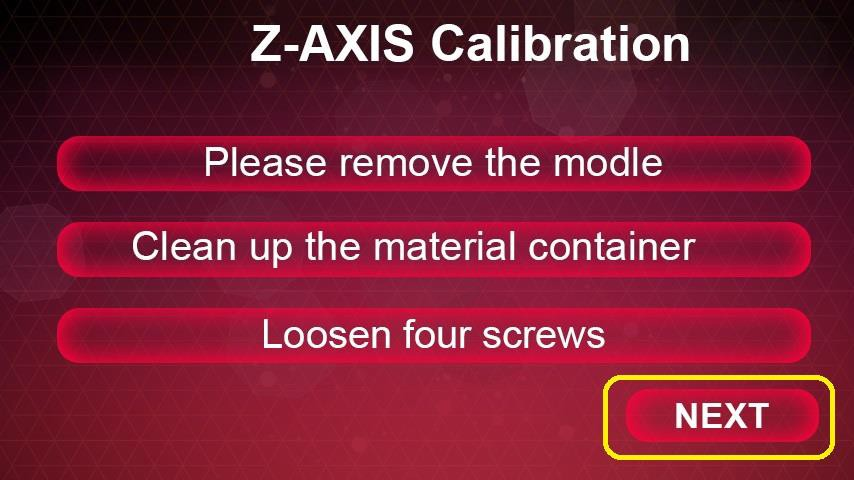 Z-AXIS Calibration
Please remove the modle
Clean up the material container
Loosen four screws
NEXT